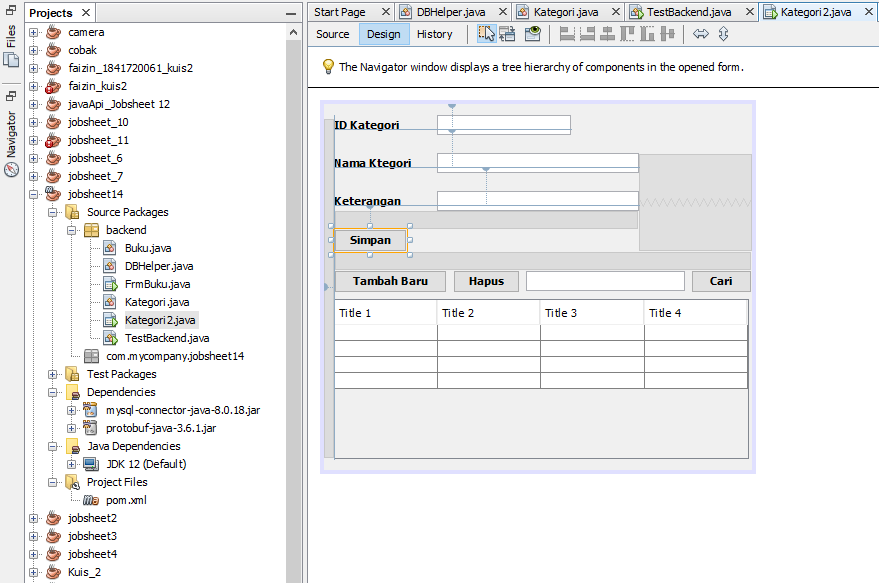 Files
Navigator
Projects
camera
cobak
faizin_1841720061_kuis2
faizin_kuis2
javaApi_Jobsheet 12
jobsheet_10
jobsheet_11
jobsheet_6
jobsheet_7
jobsheet14
Source Packages
backend
Buku.java
DBHelper.java
FrmBuku.java
Kategori.java
Kategori2.java
TestBackend.java
com.mycompany.jobsheet14
Test Packages
Dependencies
mysql-connector-java-8.0.18.jar
protobuf-java-3.6.1.jar
Java Dependencies
JDK 12 (Default)
Project Files
pom.xml
jobsheet2
jobsheet3
jobsheet4
Kuis_2
Start Page DBHelper.java Kategori.java TestBackend.java Kategori2.java
Source Design History
The Navigator window displays a tree hierarchy of components in the opened form.
ID Kategori
Nama Ktegori
Keterangan
Simpan
Tambah Baru Hapus Cari
Title 1 Title 2 Title 3 Title 4